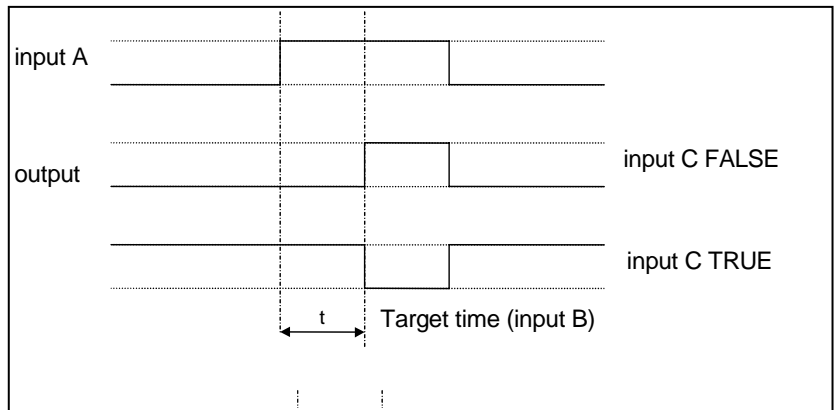 input A
output
input C FALSE
input C TRUE
t
Target time (input B)